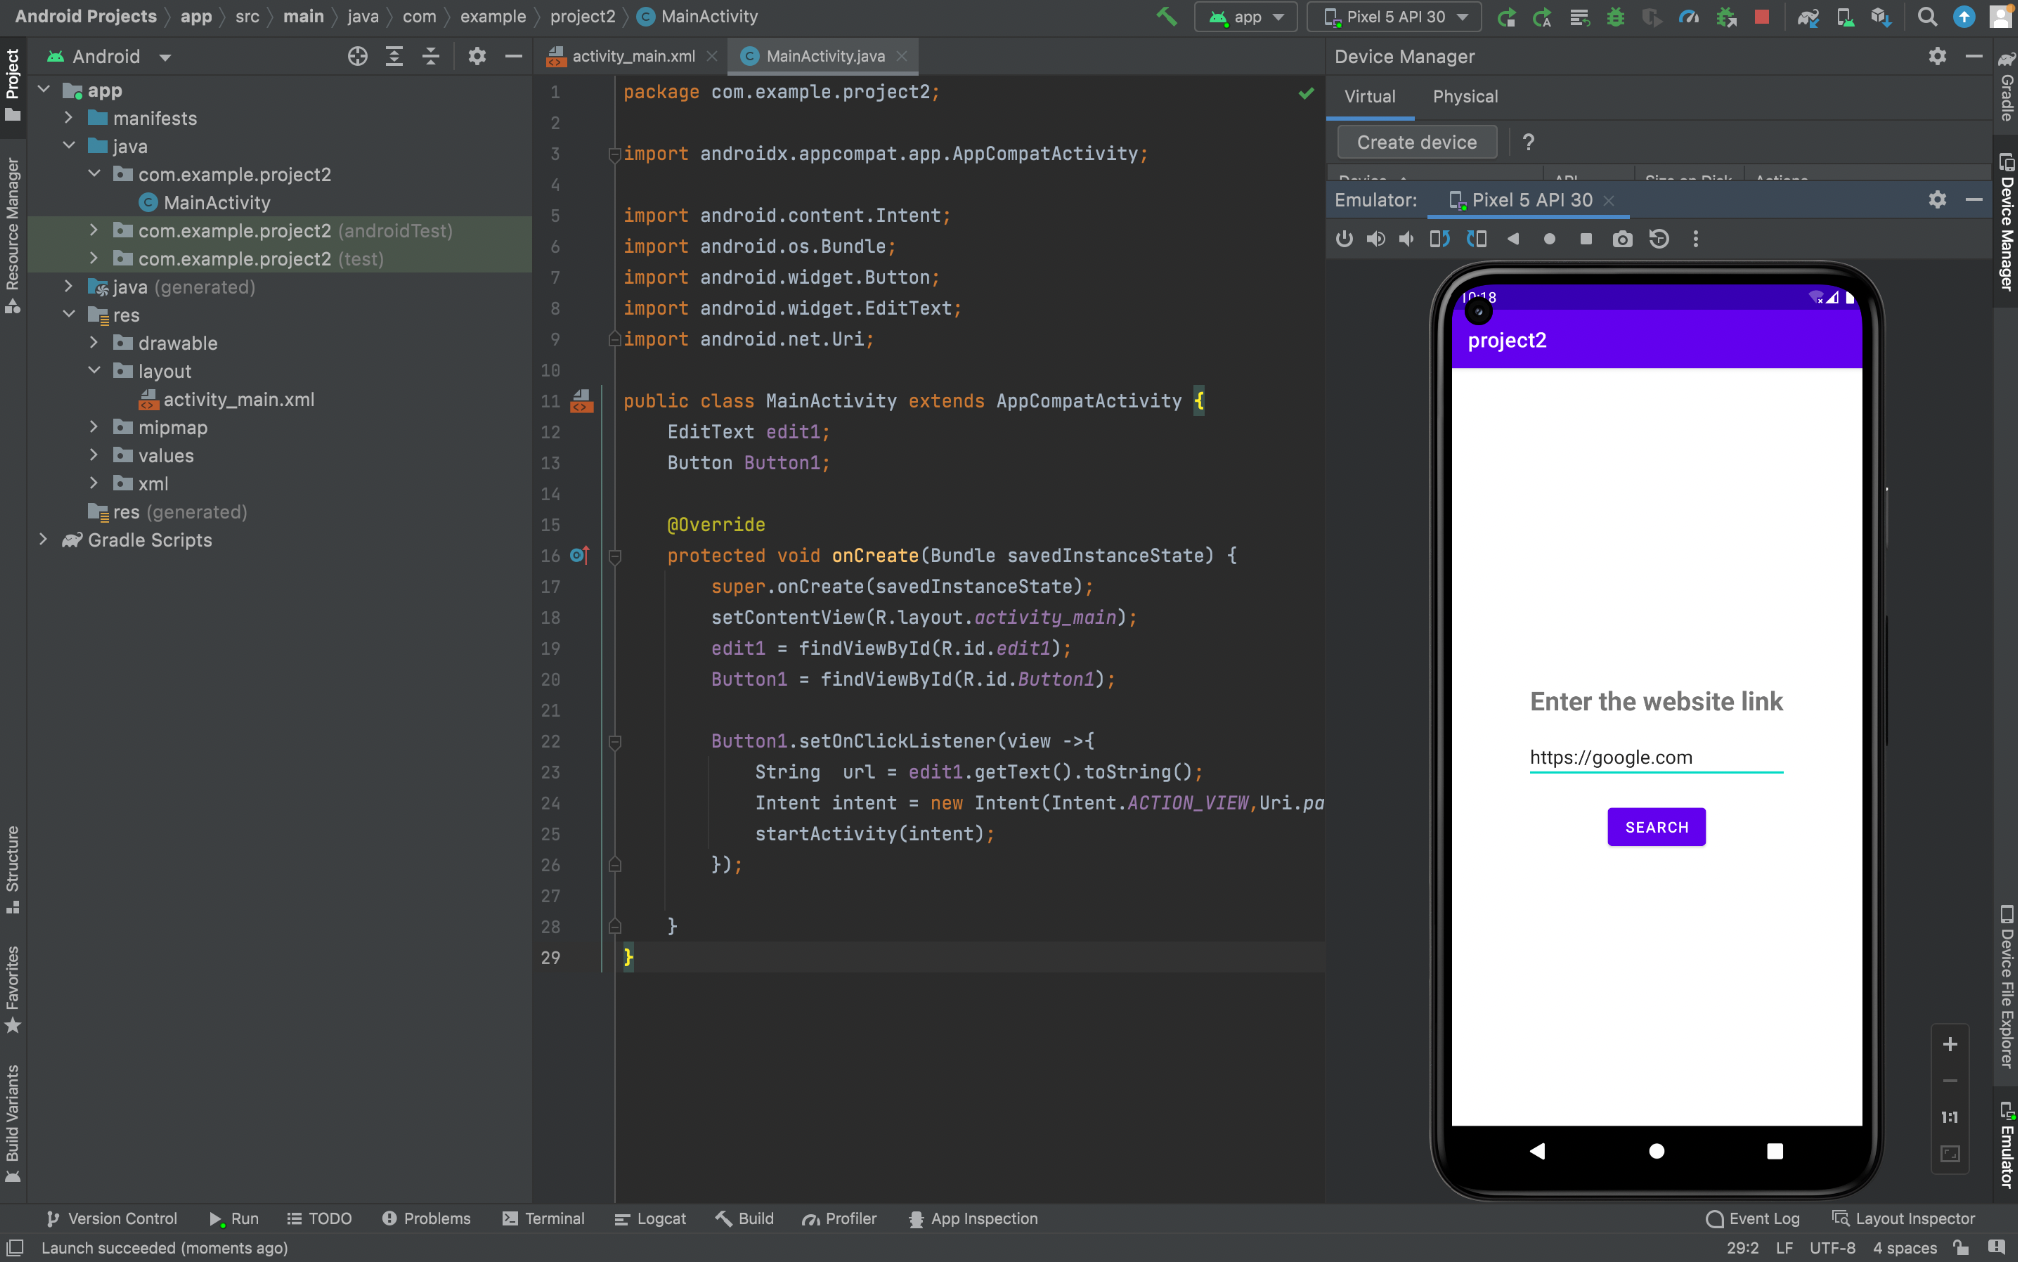 Android Projects app src main java com example project2 MainActivity
app Pixel 5 API 30
Project
Resource Manager
Structure
Favorites
Build Variants
Android
app
manifests
java
com.example.project2
MainActivity
com.example.project2 (androidTest)
com.example.project2 (test)
java (generated)
res
drawable
layout
activity_main.xml
mipmap
values
xml
res (generated)
Gradle Scripts
activity_main.xml MainActivity.java
1 package com.example.project2;
2
3 import androidx.appcompat.app.AppCompatActivity;
4
5 import android.content.Intent;
6 import android.os.Bundle;
7 import android.widget.Button;
8 import android.widget.EditText;
9 import android.net.Uri;
10
11 public class MainActivity extends AppCompatActivity {
12 EditText edit1;
13 Button Button1;
14
15 @Override
16 protected void onCreate(Bundle savedInstanceState) {
17 super.onCreate(savedInstanceState);
18 setContentView(R.layout.activity_main);
19 edit1 = findViewById(R.id.edit1);
20 Button1 = findViewById(R.id.Button1);
21
22 Button1.setOnClickListener(view ->{
23 String  url = edit1.getText().toString();
24 Intent intent = new Intent(Intent.ACTION_VIEW,Uri.pa
25 startActivity(intent);
26 });
27
28 }
29 }
Device Manager
Virtual Physical
Create device ?
Device API Size on Disk Actions
Emulator: Pixel 5 API 30
10:18
project2
Enter the website link
https://google.com
SEARCH
1:1
Gradle
Device Manager
Device File Explorer
Emulator
Version Control Run TODO Problems Terminal Logcat Build Profiler App Inspection Event Log Layout Inspector
Launch succeeded (moments ago) 29:2 LF UTF-8 4 spaces